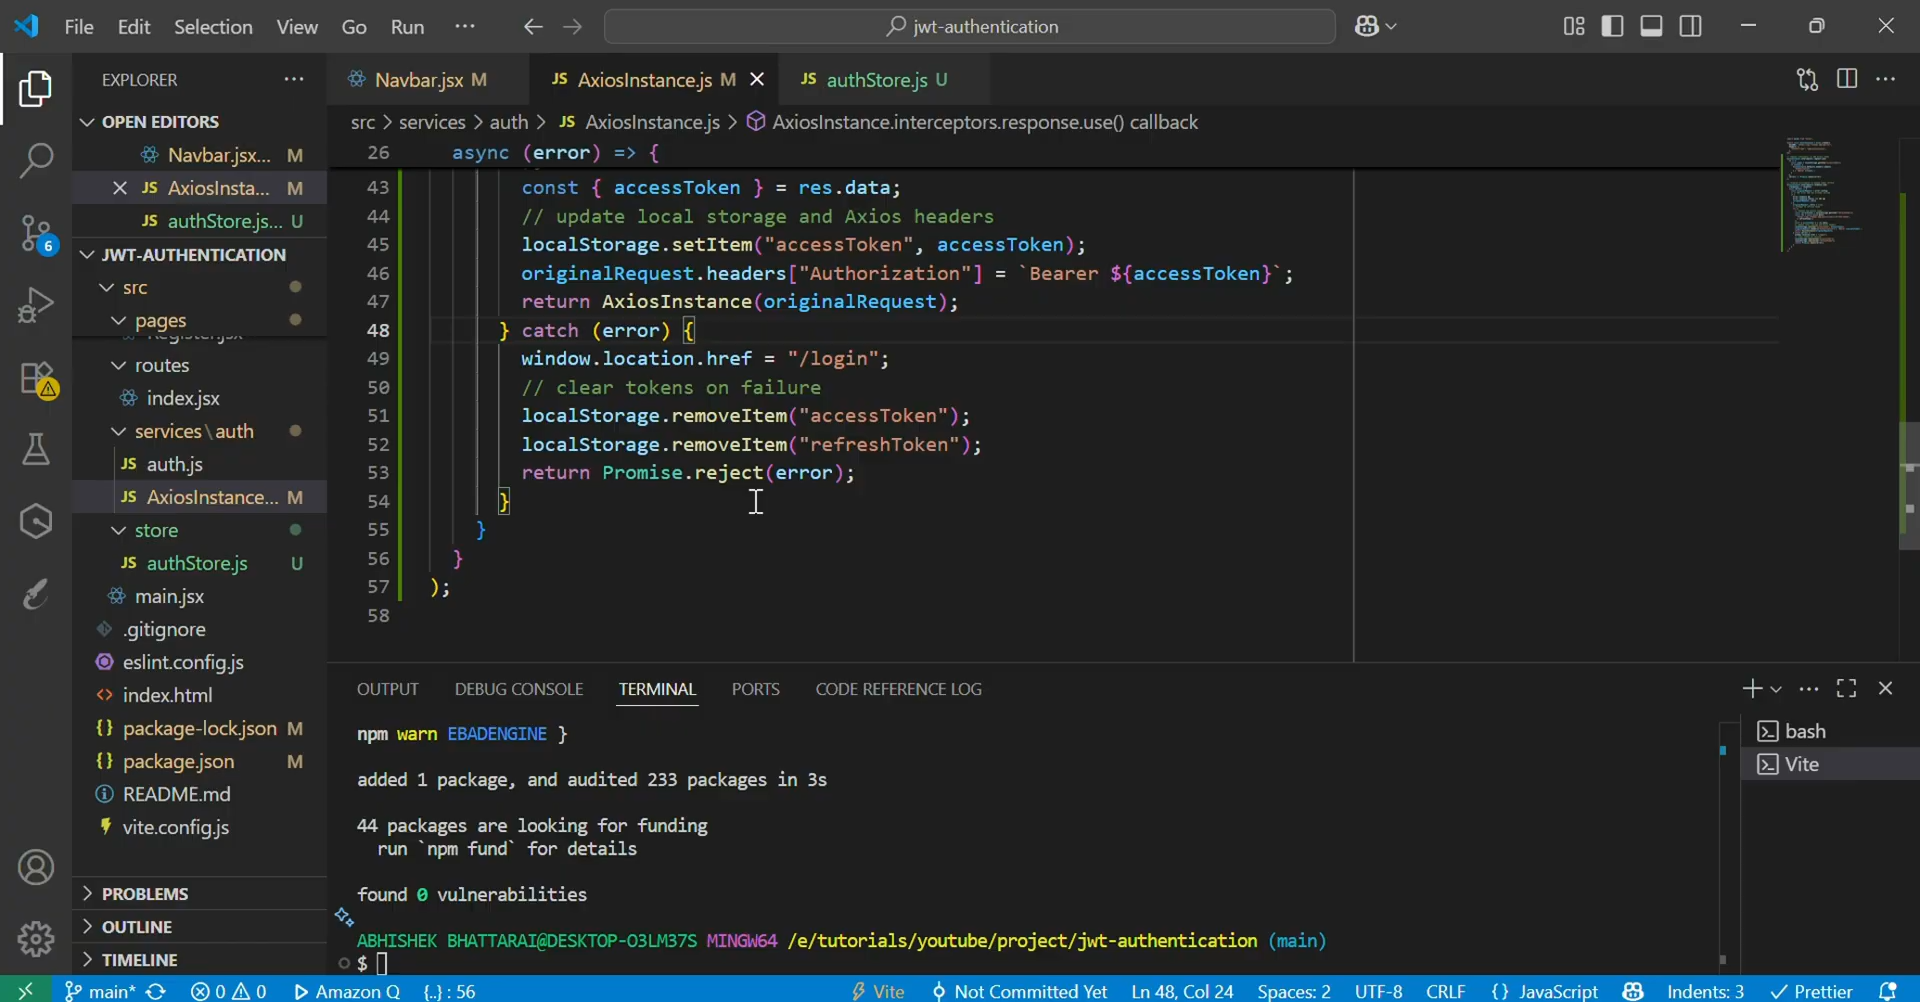 File Edit Selection View Go Run ··· jwt-authentication
EXPLORER ···
OPEN EDITORS
Navbar.jsx... M
AxiosInsta... M
authStore.js... U
JWT-AUTHENTICATION
src
pages
Register.jsx
routes
index.jsx
services\auth
auth.js
AxiosInstance... M
store
authStore.js U
main.jsx
.gitignore
eslint.config.js
index.html
package-lock.json M
package.json M
README.md
vite.config.js
PROBLEMS
OUTLINE
TIMELINE
6
Navbar.jsx M JS AxiosInstance.js M JS authStore.js U
src > services > auth > JS AxiosInstance.js > AxiosInstance.interceptors.response.use() callback
26 async (error) => {
43 const { accessToken } = res.data;
44 // update local storage and Axios headers
45 localStorage.setItem("accessToken", accessToken);
46 originalRequest.headers["Authorization"] = `Bearer ${accessToken}`;
47 return AxiosInstance(originalRequest);
48 } catch (error) {
49 window.location.href = "/login";
50 // clear tokens on failure
51 localStorage.removeItem("accessToken");
52 localStorage.removeItem("refreshToken");
53 return Promise.reject(error);
54 }
55 }
56 }
57 );
58
OUTPUT DEBUG CONSOLE TERMINAL PORTS CODE REFERENCE LOG
npm warn EBADENGINE }
added 1 package, and audited 233 packages in 3s
44 packages are looking for funding
run `npm fund` for details
found 0 vulnerabilities
ABHISHEK BHATTARAI@DESKTOP-O3LM37S MINGW64 /e/tutorials/youtube/project/jwt-authentication (main)
$
bash
Vite
main* 0 0 Amazon Q {..} : 56 Vite Not Committed Yet Ln 48, Col 24 Spaces: 2 UTF-8 CRLF {} JavaScript Indents: 3 Prettier